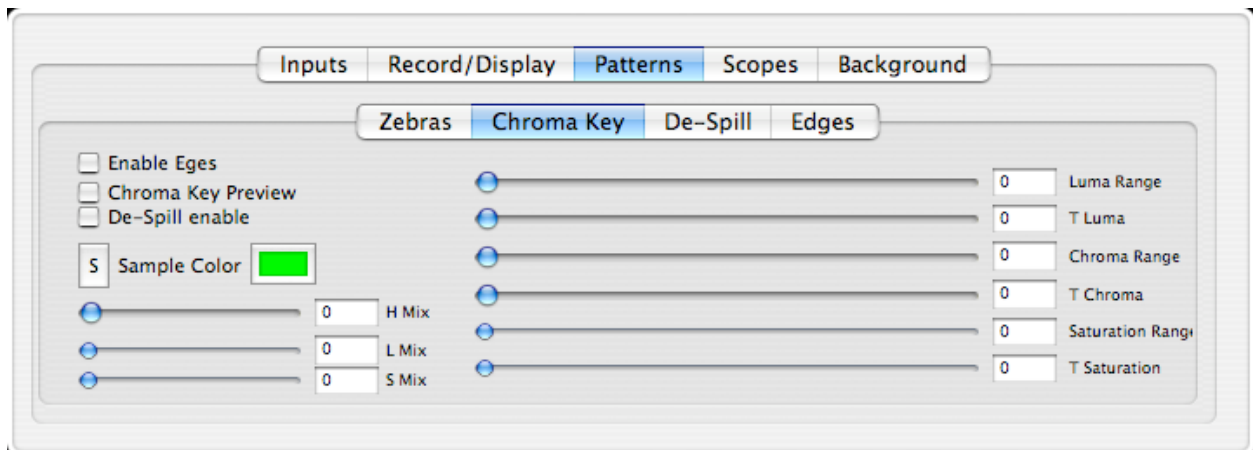 Inputs Record/Display Patterns Scopes Background
Zebras Chroma Key De-Spill Edges
Enable Eges
Chroma Key Preview
De-Spill enable
S Sample Color
0 H Mix
0 L Mix
0 S Mix
0 Luma Range
0 T Luma
0 Chroma Range
0 T Chroma
0 Saturation Range
0 T Saturation